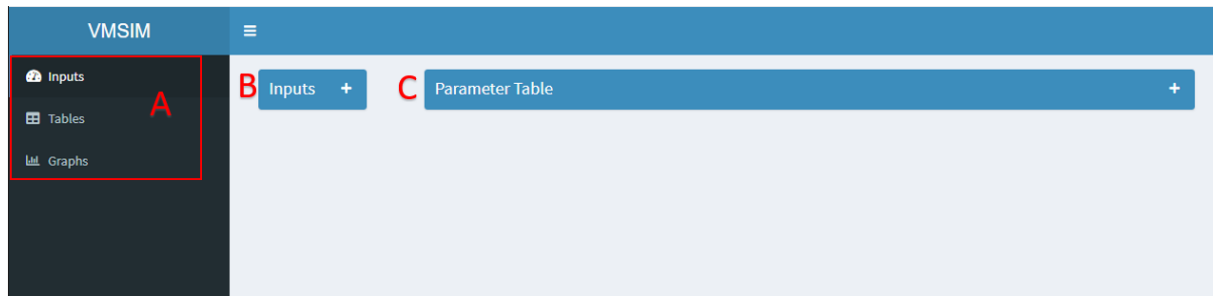 VMSIM
Inputs
Tables
Graphs
A
B Inputs +
C Parameter Table +